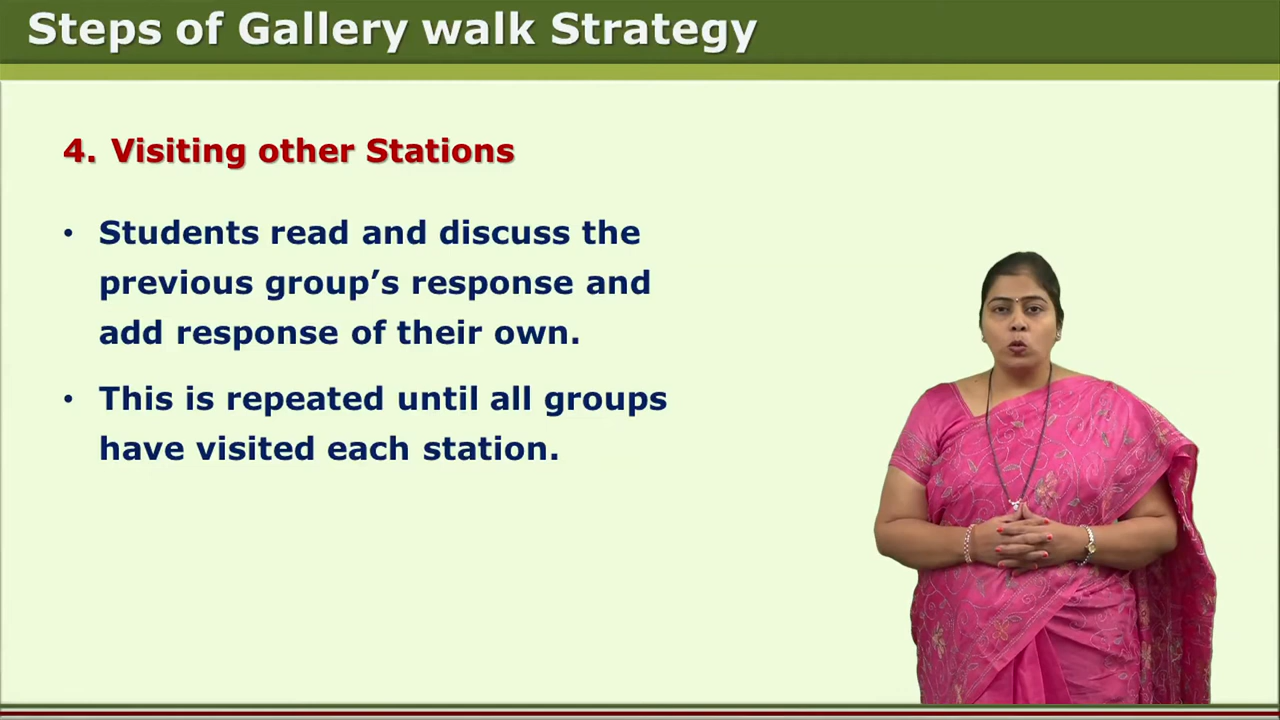 Steps of Gallery walk Strategy
4. Visiting other Stations
• Students read and discuss the
previous group’s response and
add response of their own.
• This is repeated until all groups
have visited each station.